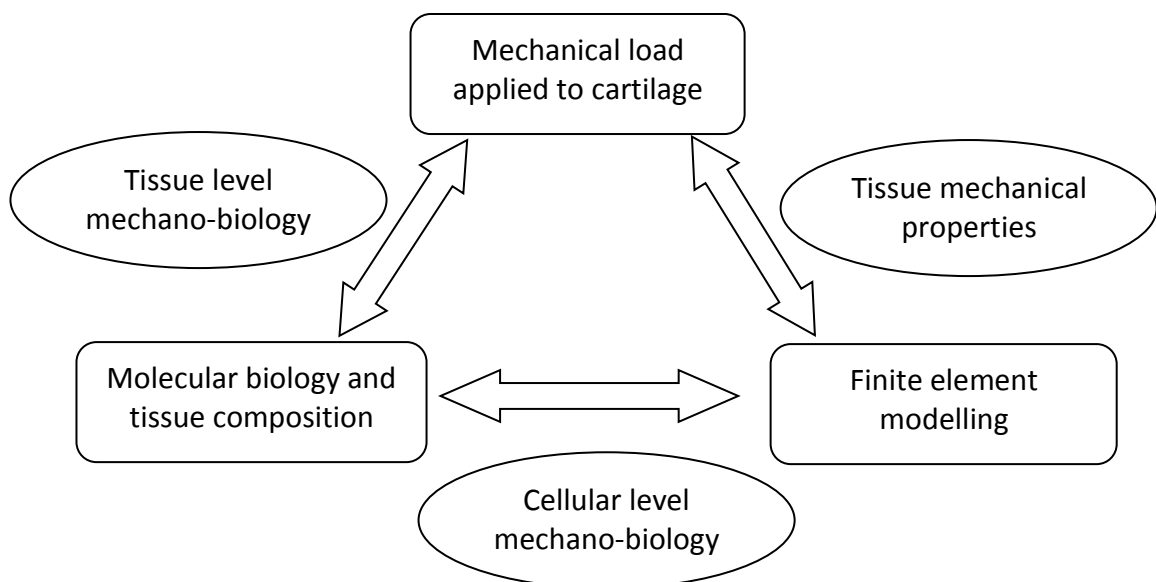 Mechanical load
applied to cartilage
Tissue level
mechano-biology
Tissue mechanical
properties
Molecular biology and
tissue composition
Finite element
modelling
Cellular level
mechano-biology